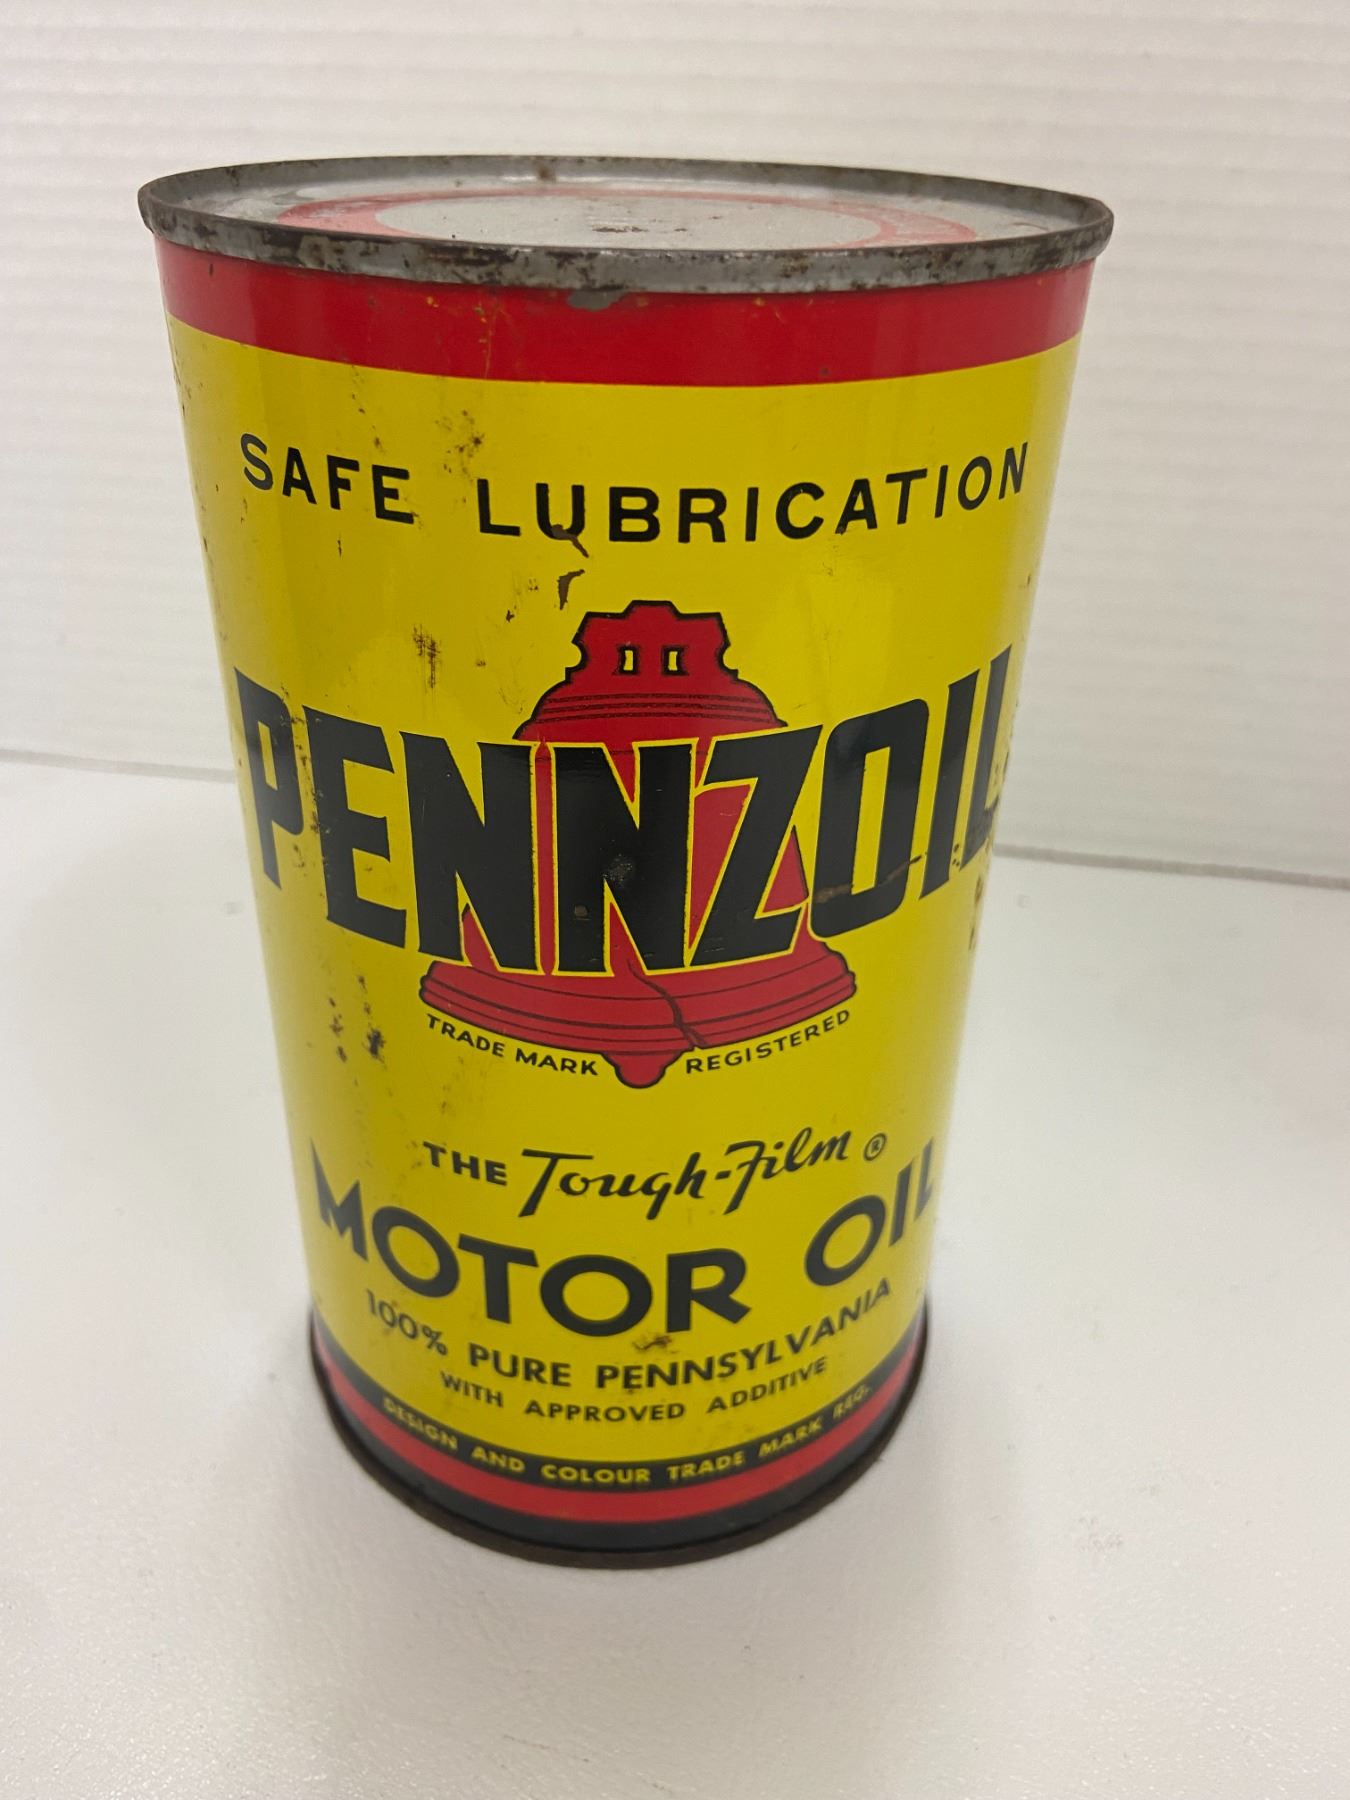 SAFE LUBRICATION
PENNZOIL
TRADE MARK REGISTERED
THE Tough-Film ®
MOTOR OIL
100% PURE PENNSYLVANIA
WITH APPROVED ADDITIVE
DESIGN AND COLOUR TRADE MARK REG.